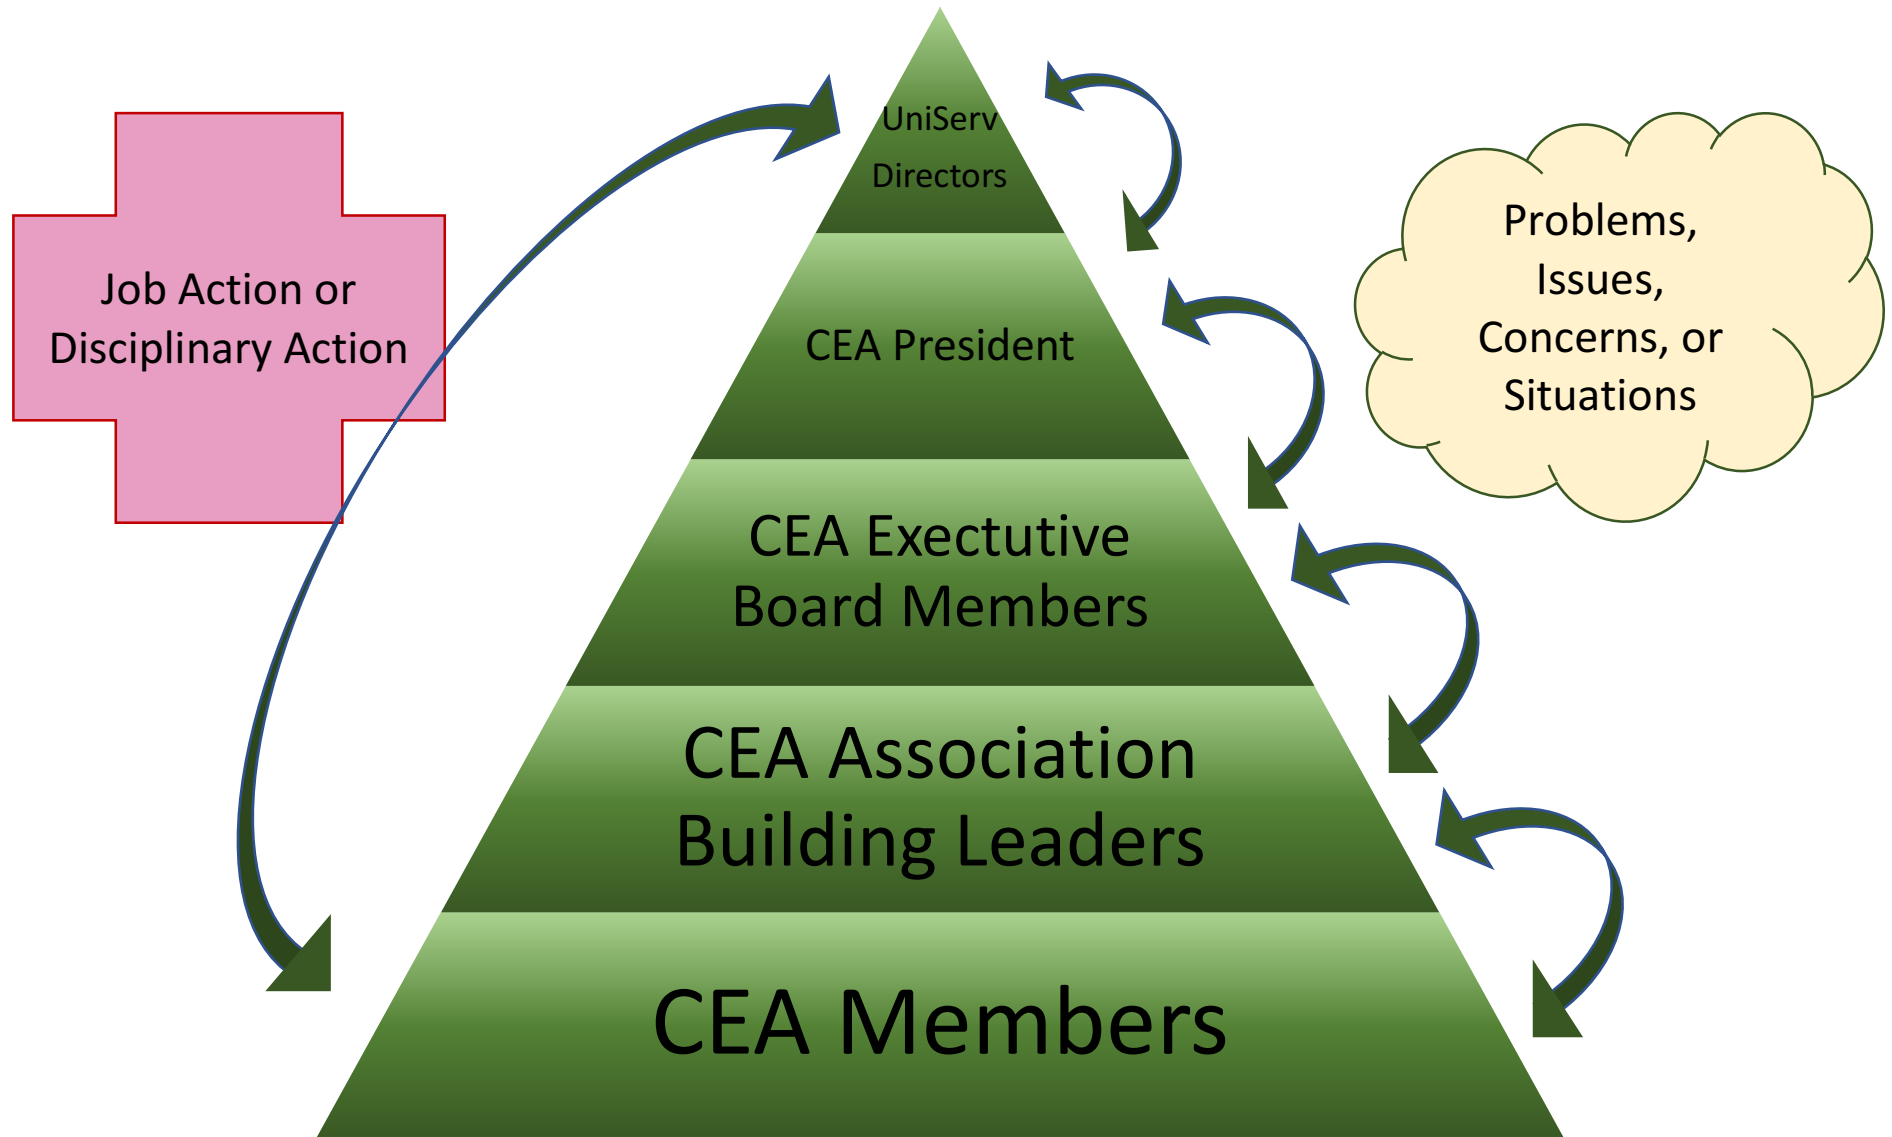 UniServ
Directors
Job Action or
Disciplinary Action
Problems,
Issues,
Concerns, or
Situations
CEA President
CEA Exectutive
Board Members
CEA Association
Building Leaders
CEA Members